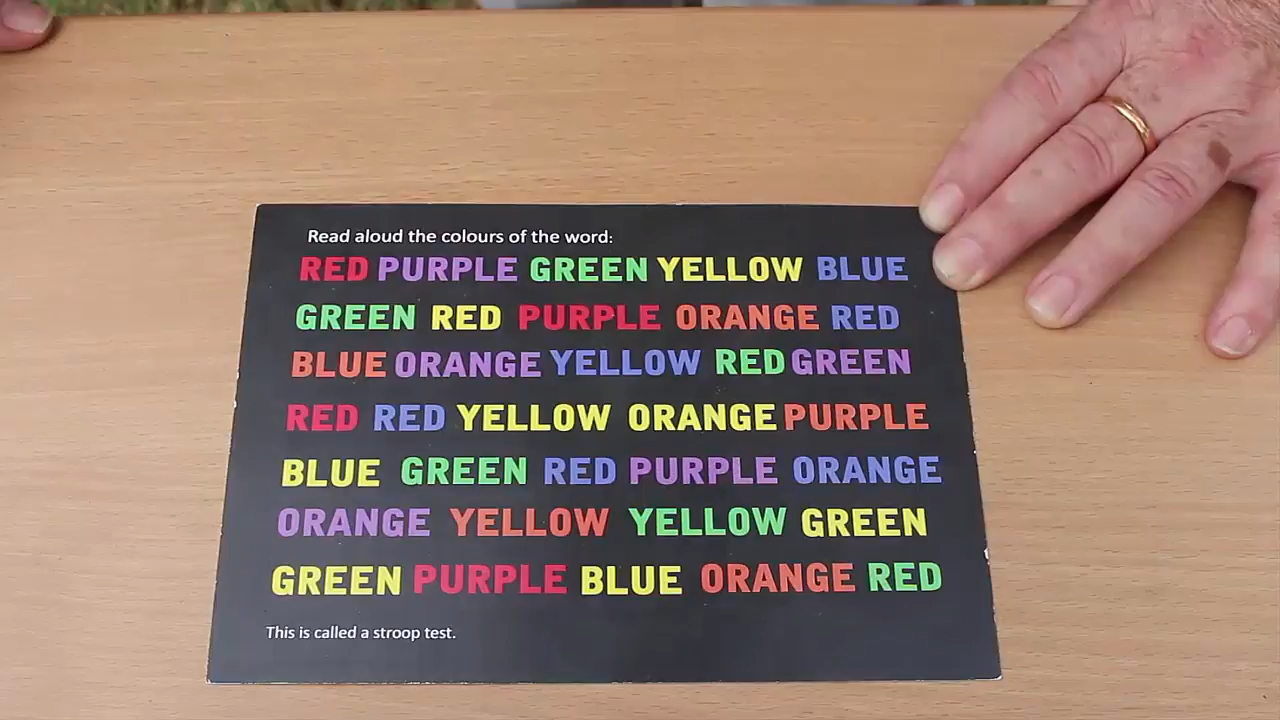 Read aloud the colours of the word:
RED PURPLE GREEN YELLOW BLUE
GREEN RED PURPLE ORANGE RED
BLUE ORANGE YELLOW RED GREEN
RED RED YELLOW ORANGE PURPLE
BLUE GREEN RED PURPLE ORANGE
ORANGE YELLOW YELLOW GREEN
GREEN PURPLE BLUE ORANGE RED
This is called a stroop test.